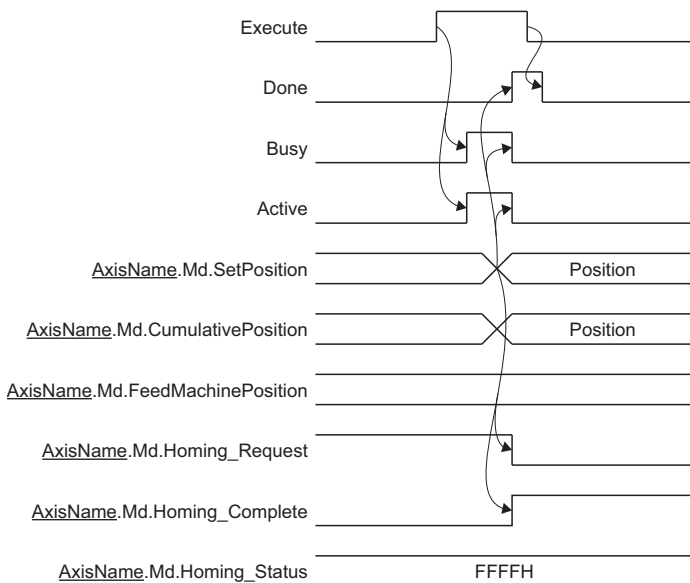 Execute
Done
Busy
Active
AxisName.Md.SetPosition Position
AxisName.Md.CumulativePosition Position
AxisName.Md.FeedMachinePosition
AxisName.Md.Homing_Request
AxisName.Md.Homing_Complete
AxisName.Md.Homing_Status FFFFH